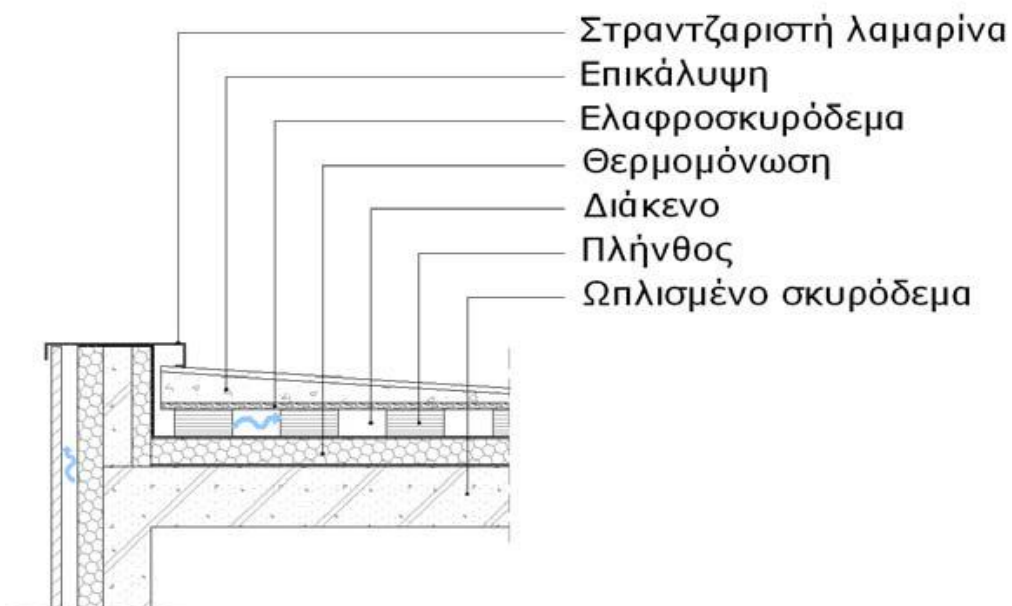 Στραντζαριστή λαμαρίνα
Επικάλυψη
Ελαφροσκυρόδεμα
Θερμομόνωση
Διάκενο
Πλήνθος
Ωπλισμένο σκυρόδεμα